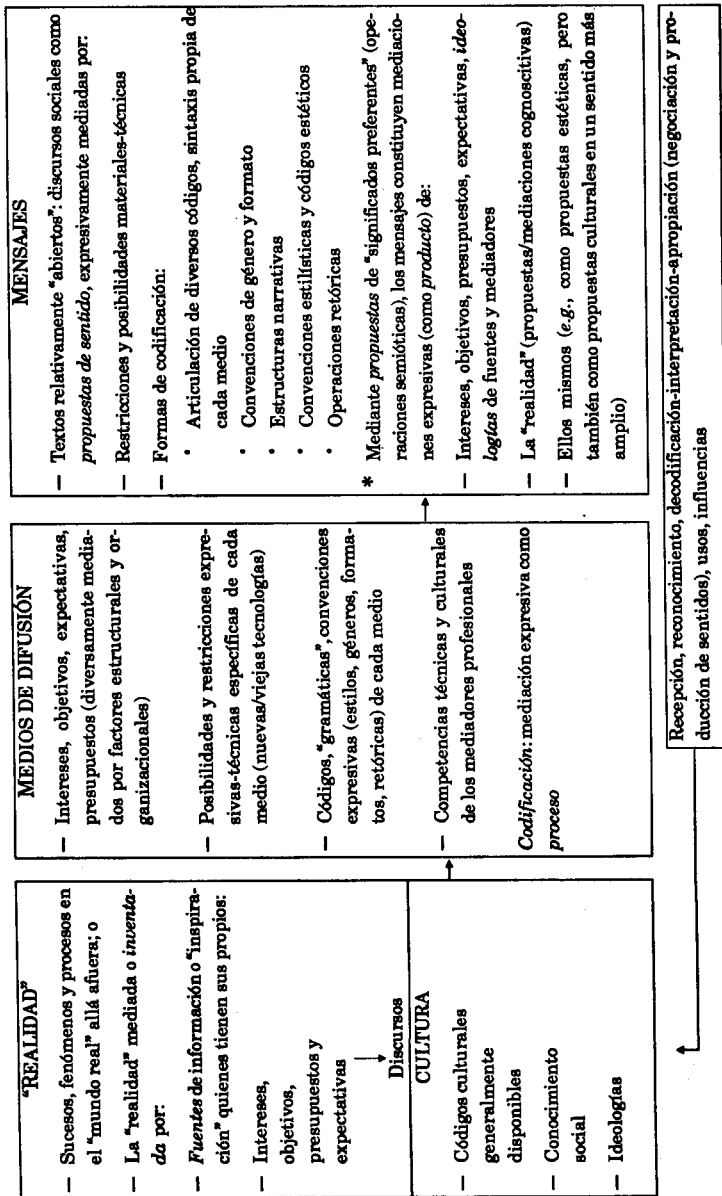 "REALIDAD"
— Sucesos, fenómenos y procesos en
el "mundo real" allá afuera; o
— La "realidad" mediada o inventa-
da por:
— Fuentes de información o "inspira-
ción" quienes tienen sus propios:
— Intereses,
objetivos,
presupuestos y
expectativas
Discursos
CULTURA
— Códigos culturales
generalmente
disponibles
— Conocimiento
social
— Ideologías
MEDIOS DE DIFUSIÓN
— Intereses, objetivos, expectativas,
presupuestos (diversamente media-
dos por factores estructurales y or-
ganizacionales)
— Posibilidades y restricciones expre-
sivas-técnicas específicas de cada
medio (nuevas/viejas tecnologías)
— Códigos, "gramáticas", convenciones
expresivas (estilos, géneros, forma-
tos, retóricas) de cada medio
— Competencias técnicas y culturales
de los mediadores profesionales
Codificación: mediación expresiva como
proceso
MENSAJES
— Textos relativamente "abiertos": discursos sociales como
propuestas de sentido, expresivamente mediadas por:
— Restricciones y posibilidades materiales-técnicas
— Formas de codificación:
• Articulación de diversos códigos, sintaxis propia de
cada medio
• Convenciones de género y formato
• Estructuras narrativas
• Convenciones estilísticas y códigos estéticos
• Operaciones retóricas
* Mediante propuestas de "significados preferentes" (ope-
raciones semióticas), los mensajes constituyen mediacio-
nes expresivas (como producto) de:
— Intereses, objetivos, presupuestos, expectativas, ideo-
logías de fuentes y mediadores
— La "realidad" (propuestas/mediaciones cognoscitivas)
— Ellos mismos (e.g., como propuestas estéticas, pero
también como propuestas culturales en un sentido más
amplio)
Recepción, reconocimiento, decodificación-interpretación-apropiación (negociación y pro-
ducción de sentidos), usos, influencias